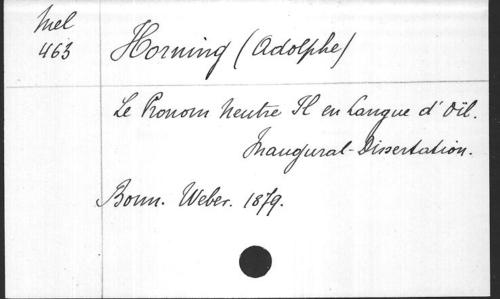 Mel
463
Horning (Adolphe)
Le Pronom neutre Il en Langue d'Oïl.
Inaugural-Dissertation.
Bonn. Weber. 1879.